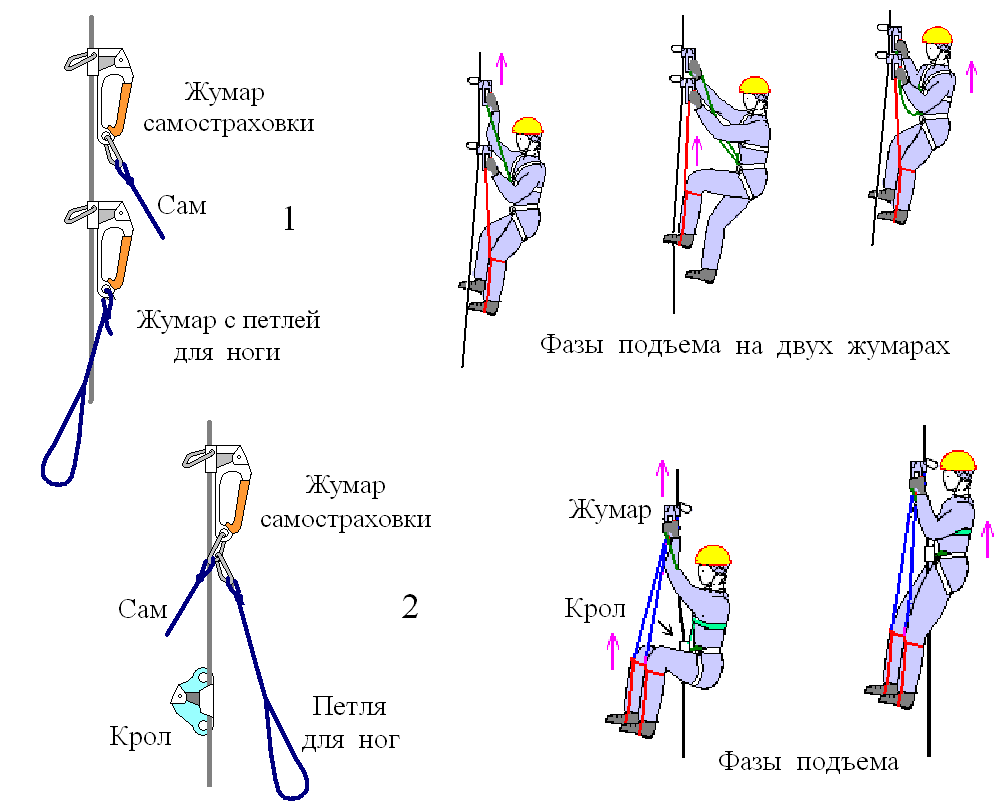 Жумар
самостраховки
Сам
1
Жумар с петлей
для ноги
Фазы подъема на двух жумарах
Жумар
самостраховки
Сам
2
Крол
Петля
для ног
Жумар
Крол
Фазы подъема